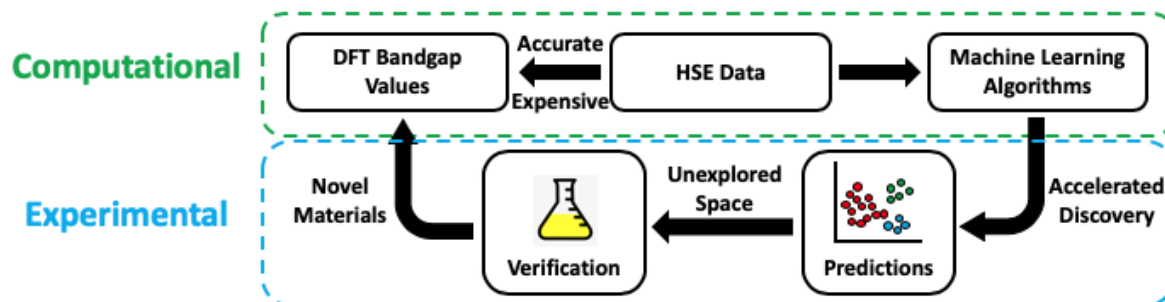 Computational
DFT Bandgap
Values
Accurate
Expensive
HSE Data
Machine Learning
Algorithms
Experimental
Novel
Materials
Verification
Unexplored
Space
Predictions
Accelerated
Discovery